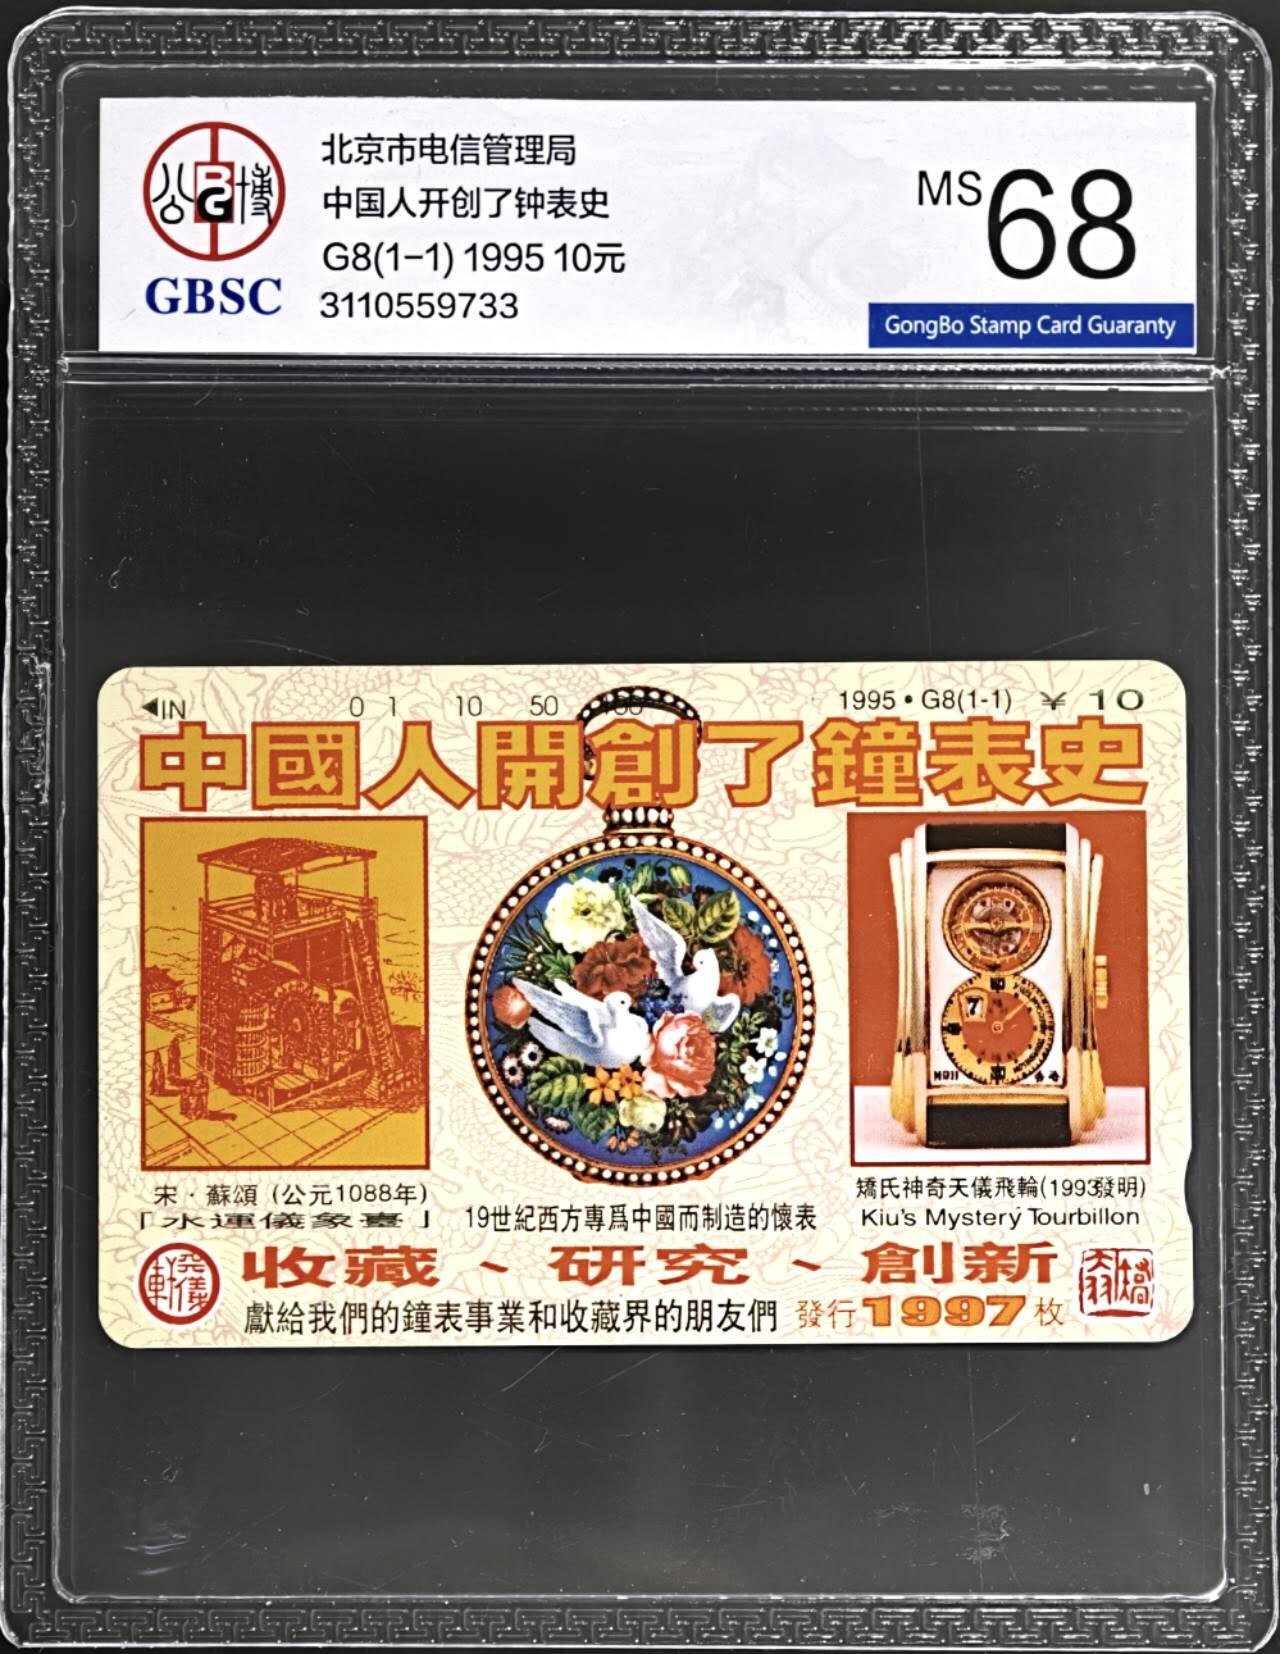 公 BG 博
GBSC
北京市电信管理局
中国人开创了钟表史
G8(1-1) 1995 10元
3110559733
MS 68
GongBo Stamp Card Guaranty
◀IN 0 1 10 50 100 1995 • G8(1-1) ¥ 10
中國人開創了鐘表史
宋·蘇頌 (公元1088年)
「水運儀象臺」
19世紀西方專爲中國而制造的懷表
7
矯氏神奇天儀飛輪(1993發明)
Kiu's Mystery Tourbillon
收藏、研究、創新
獻給我們的鐘表事業和收藏界的朋友們 發行1997枚